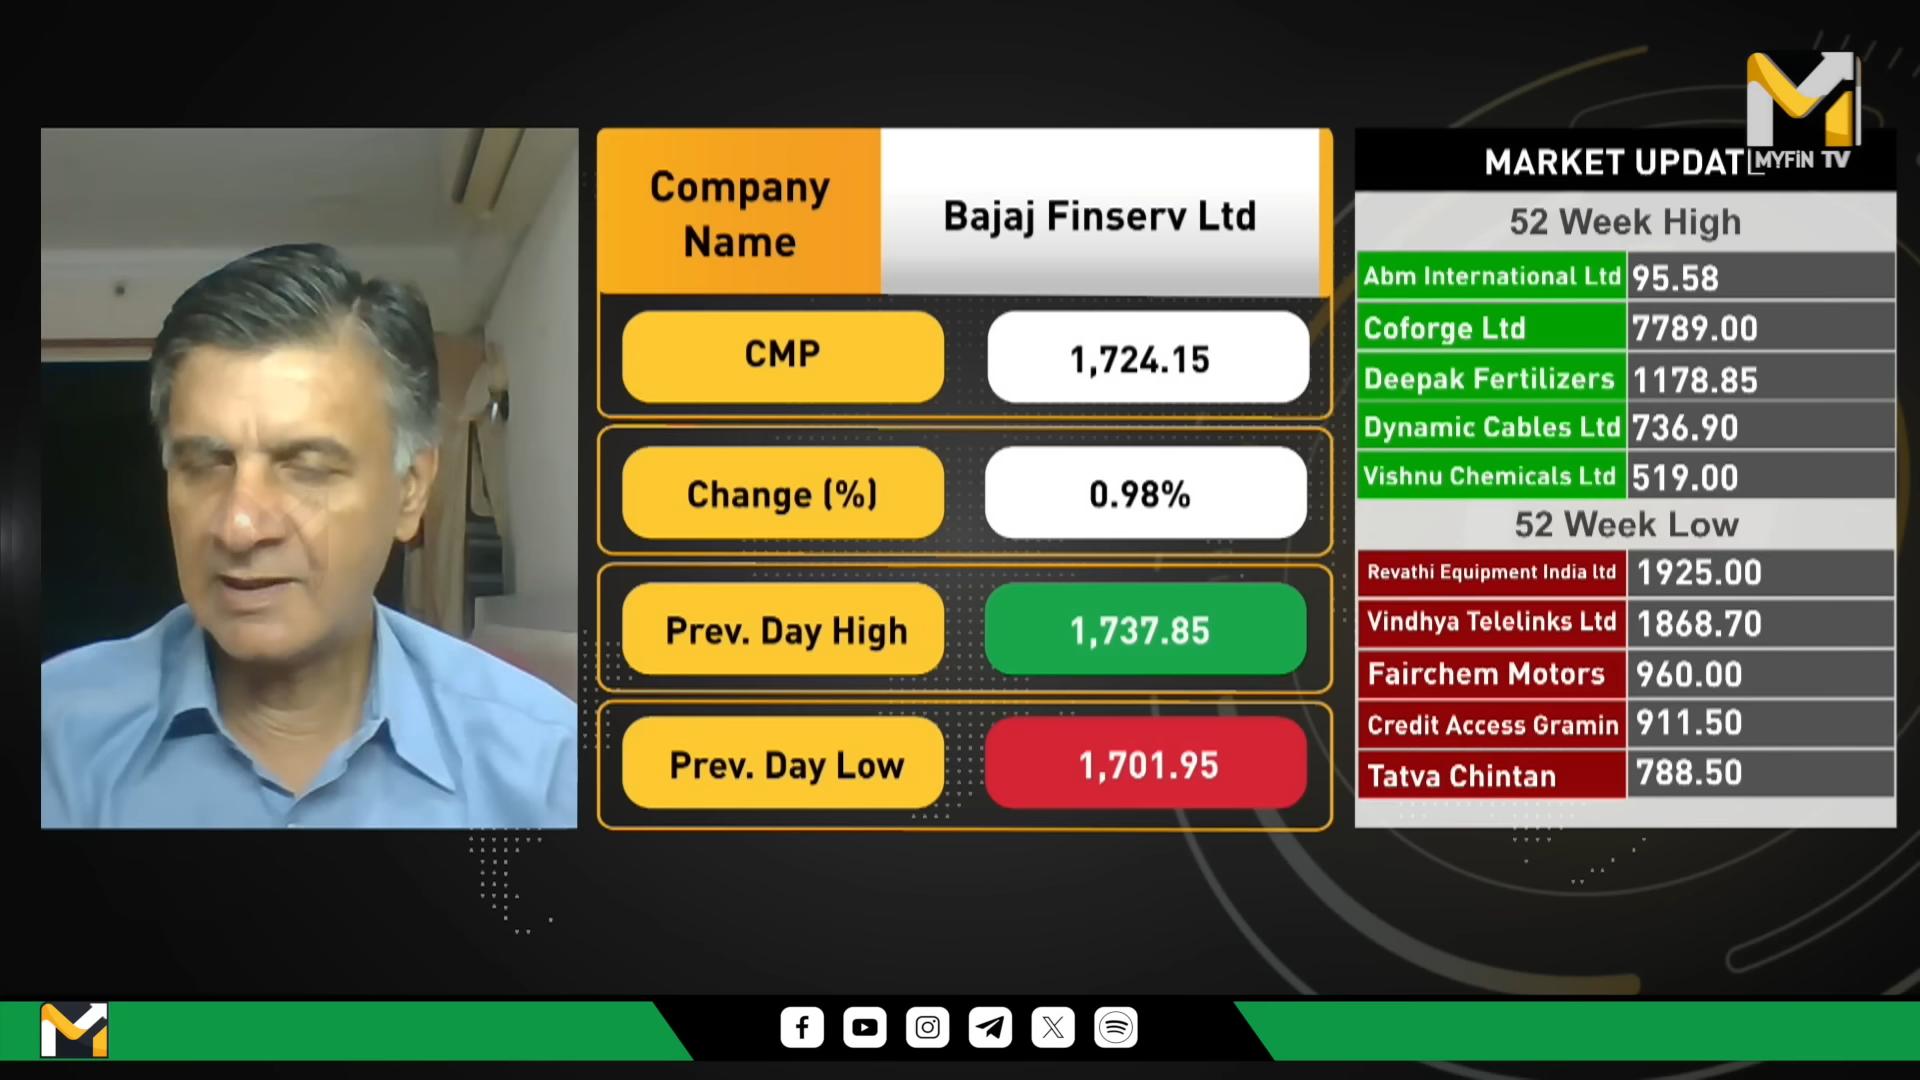 Company
Name
Bajaj Finserv Ltd
CMP
1,724.15
Change (%)
0.98%
Prev. Day High
1,737.85
Prev. Day Low
1,701.95
MYFiN TV
MARKET UPDATE
52 Week High
Abm International Ltd 95.58
Coforge Ltd 7789.00
Deepak Fertilizers 1178.85
Dynamic Cables Ltd 736.90
Vishnu Chemicals Ltd 519.00
52 Week Low
Revathi Equipment India ltd 1925.00
Vindhya Telelinks Ltd 1868.70
Fairchem Motors 960.00
Credit Access Gramin 911.50
Tatva Chintan 788.50